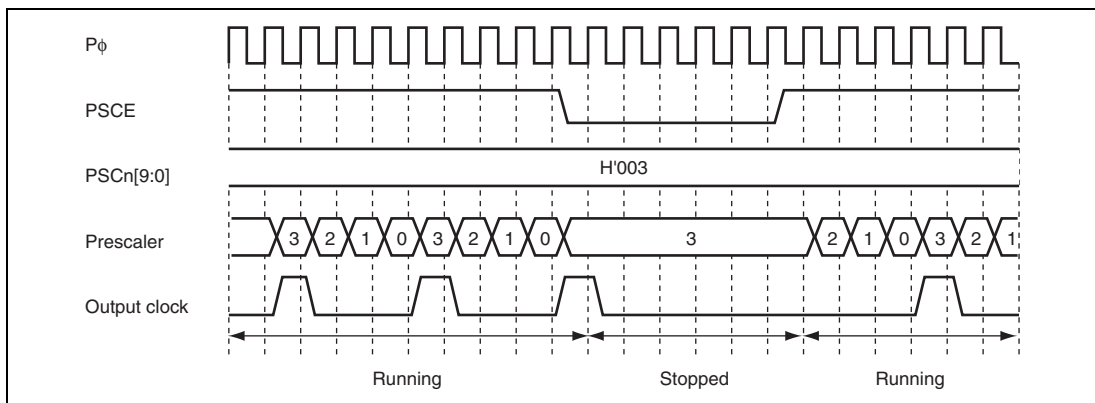 Pϕ
PSCE
PSCn[9:0] H'003
Prescaler 3 2 1 0 3 2 1 0 3 2 1 0 3 2 1
Output clock
Running Stopped Running